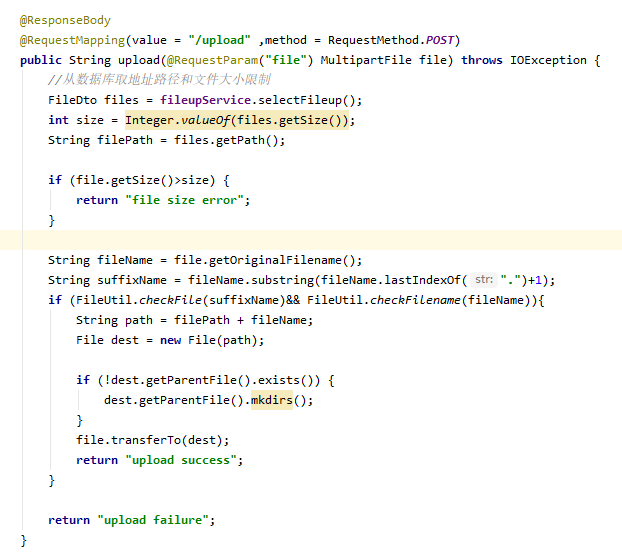 @ResponseBody
@RequestMapping(value = "/upload" ,method = RequestMethod.POST)
public String upload(@RequestParam("file") MultipartFile file) throws IOException {
//从数据库取地址路径和文件大小限制
FileDto files = fileupService.selectFileup();
int size = Integer.valueOf(files.getSize());
String filePath = files.getPath();
if (file.getSize()>size) {
return "file size error";
}
String fileName = file.getOriginalFilename();
String suffixName = fileName.substring(fileName.lastIndexOf( str: ".")+1);
if (FileUtil.checkFile(suffixName)&& FileUtil.checkFilename(fileName)){
String path = filePath + fileName;
File dest = new File(path);
if (!dest.getParentFile().exists()) {
dest.getParentFile().mkdirs();
}
file.transferTo(dest);
return "upload success";
}
return "upload failure";
}